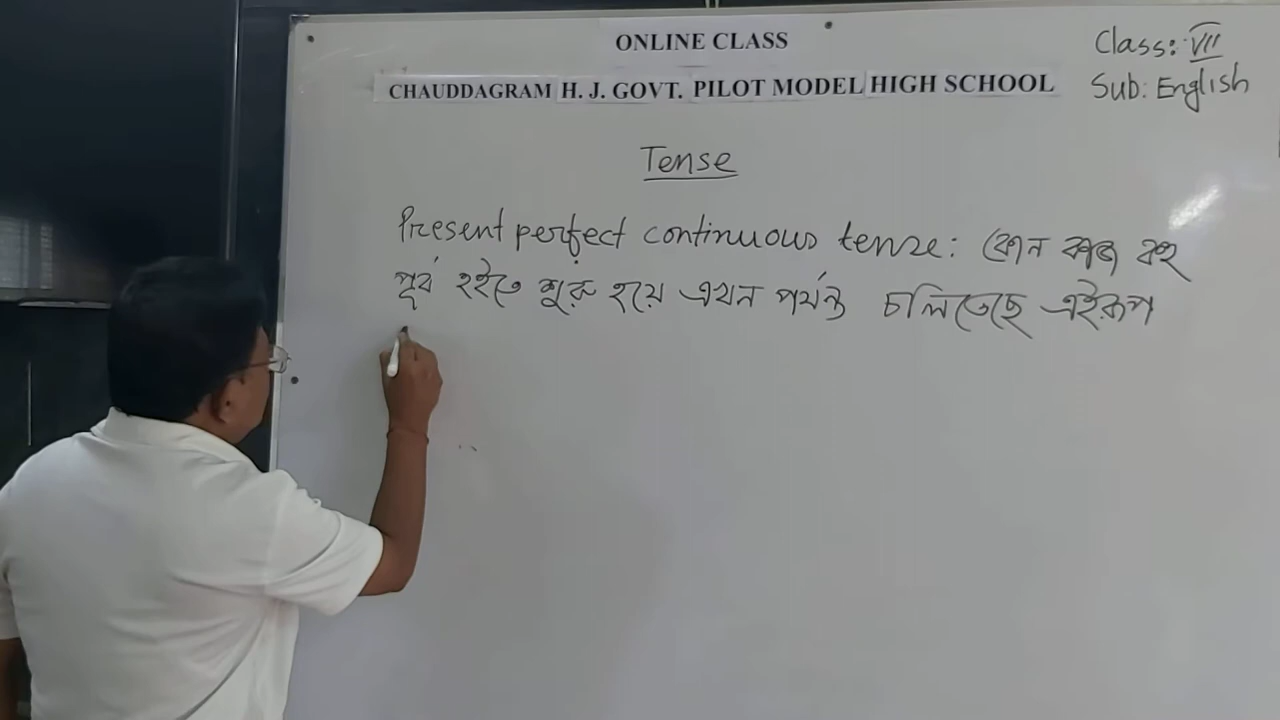 ONLINE CLASS
CHAUDDAGRAM H. J. GOVT. PILOT MODEL HIGH SCHOOL
Class: VII
Sub: English
Tense
Present perfect continuous tense: কোন কাজ বহু
পূর্ব হইতে শুরু হয়ে এখন পর্যন্ত চলিতেছে এইরূপ